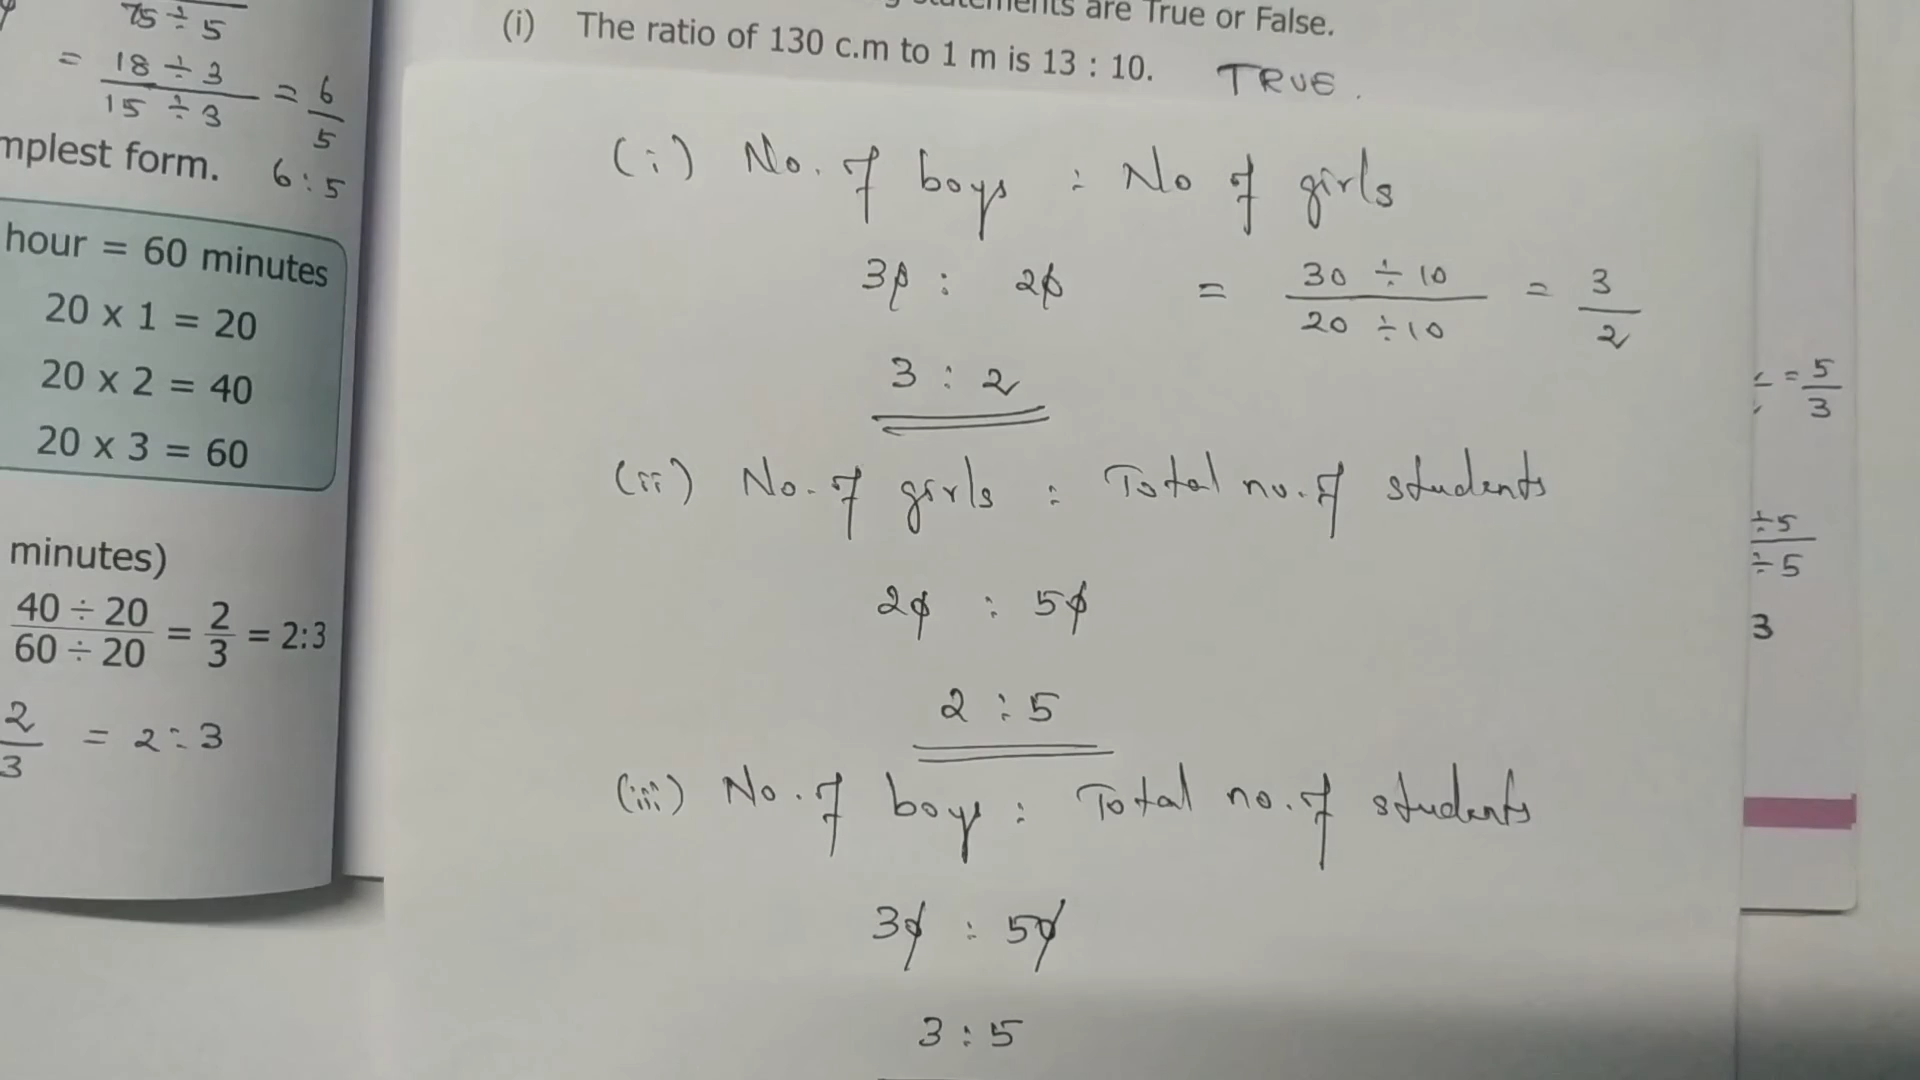 75 ÷ 5
= 18 ÷ 3 / 15 ÷ 3 = 6/5
mplest form. 6 : 5
hour = 60 minutes
20 x 1 = 20
20 x 2 = 40
20 x 3 = 60
minutes)
40 ÷ 20 / 60 ÷ 20 = 2/3 = 2:3
2/3 = 2 : 3
statements are True or False.
(i) The ratio of 130 c.m to 1 m is 13 : 10. TRUE.
(i) No. of boys : No of girls
30 : 20 = 30 ÷ 10 / 20 ÷ 10 = 3/2
3 : 2
(ii) No. of girls : Total no. of students
20 : 50
2 : 5
(iii) No. of boys : Total no. of students
30 : 50
3 : 5
= 5/3
÷ 5
÷ 5
3